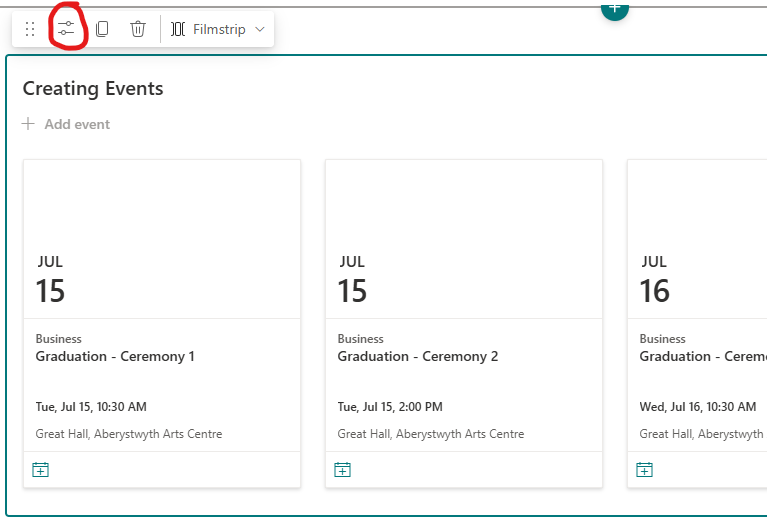 Filmstrip
Creating Events
Add event
JUL
15
Business
Graduation - Ceremony 1
Tue, Jul 15, 10:30 AM
Great Hall, Aberystwyth Arts Centre
JUL
15
Business
Graduation - Ceremony 2
Tue, Jul 15, 2:00 PM
Great Hall, Aberystwyth Arts Centre
JUL
16
Business
Graduation - Cerem
Wed, Jul 16, 10:30 AM
Great Hall, Aberystwyth